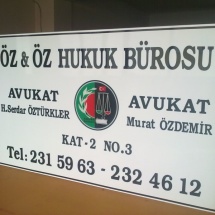 ÖZ & ÖZ HUKUK BÜROSU
AVUKAT
H.Serdar ÖZTÜRKLER
AVUKAT
Murat ÖZDEMİR
KAT - 2 NO.3
Tel: 231 59 63 - 232 46 12